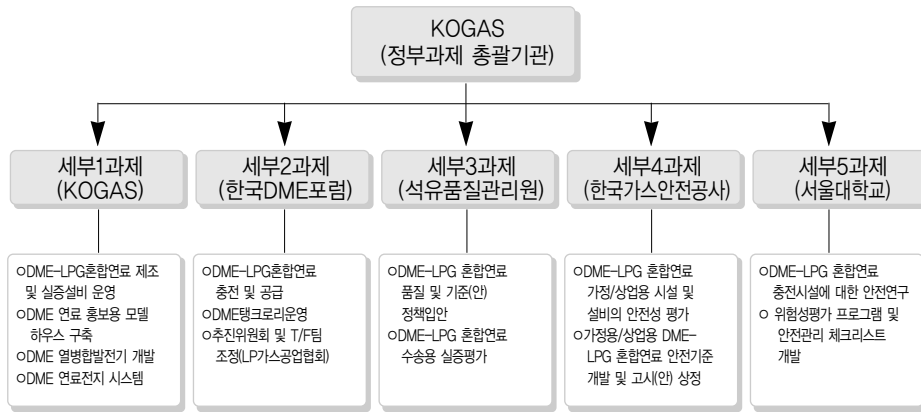 KOGAS
(정부과제 총괄기관)
세부1과제
(KOGAS)
세부2과제
(한국DME포럼)
세부3과제
(석유품질관리원)
세부4과제
(한국가스안전공사)
세부5과제
(서울대학교)
○DME-LPG혼합연료 제조
및 실증설비 운영
○DME 연료 홍보용 모델
하우스 구축
○DME 열병합발전기 개발
○DME 연료전지 시스템
○DME-LPG혼합연료
충전 및 공급
○DME탱크로리운영
○추진위원회 및 T/F팀
조정(LP가스공업협회)
○DME-LPG 혼합연료
품질 및 기준(안)
정책입안
○DME-LPG 혼합연료
수송용 실증평가
○DME-LPG 혼합연료
가정/상업용 시설 및
설비의 안전성 평가
○가정용/상업용 DME-
LPG 혼합연료 안전기준
개발 및 고시(안) 상정
○DME-LPG 혼합연료
충전시설에 대한 안전연구
○ 위험성평가 프로그램 및
안전관리 체크리스트
개발